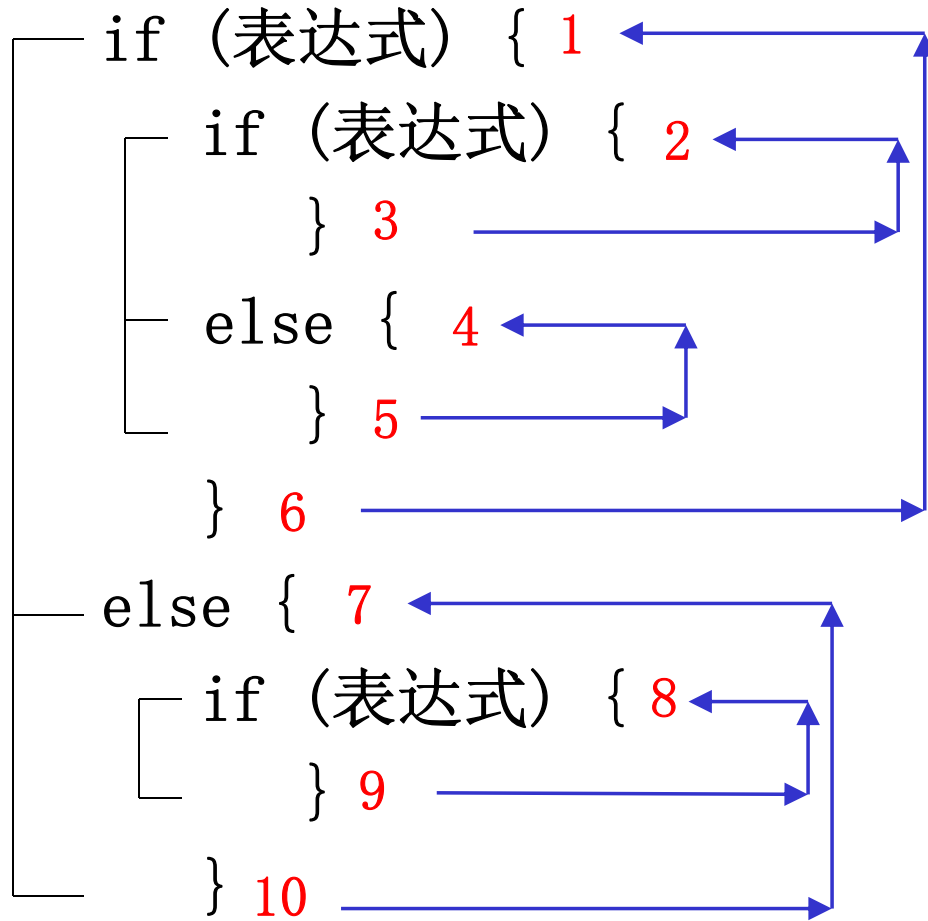 if (表达式) { 1
if (表达式) { 2
} 3
else { 4
} 5
} 6
else { 7
if (表达式) { 8
} 9
} 10